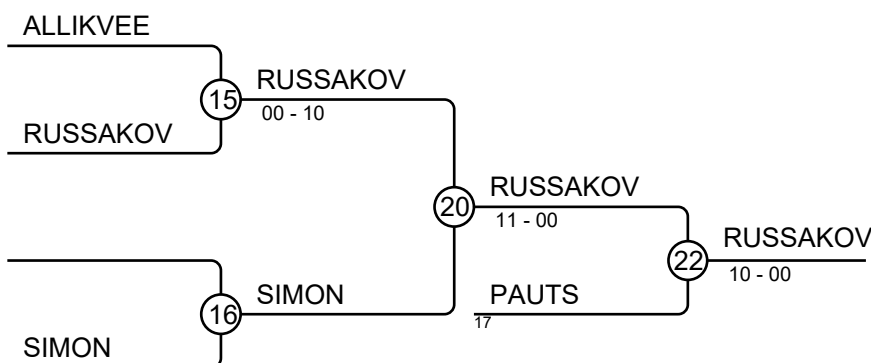 ALLIKVEE
15
RUSSAKOV
00 - 10
RUSSAKOV
20
RUSSAKOV
11 - 00
22
RUSSAKOV
10 - 00
16
SIMON
PAUTS
17
SIMON